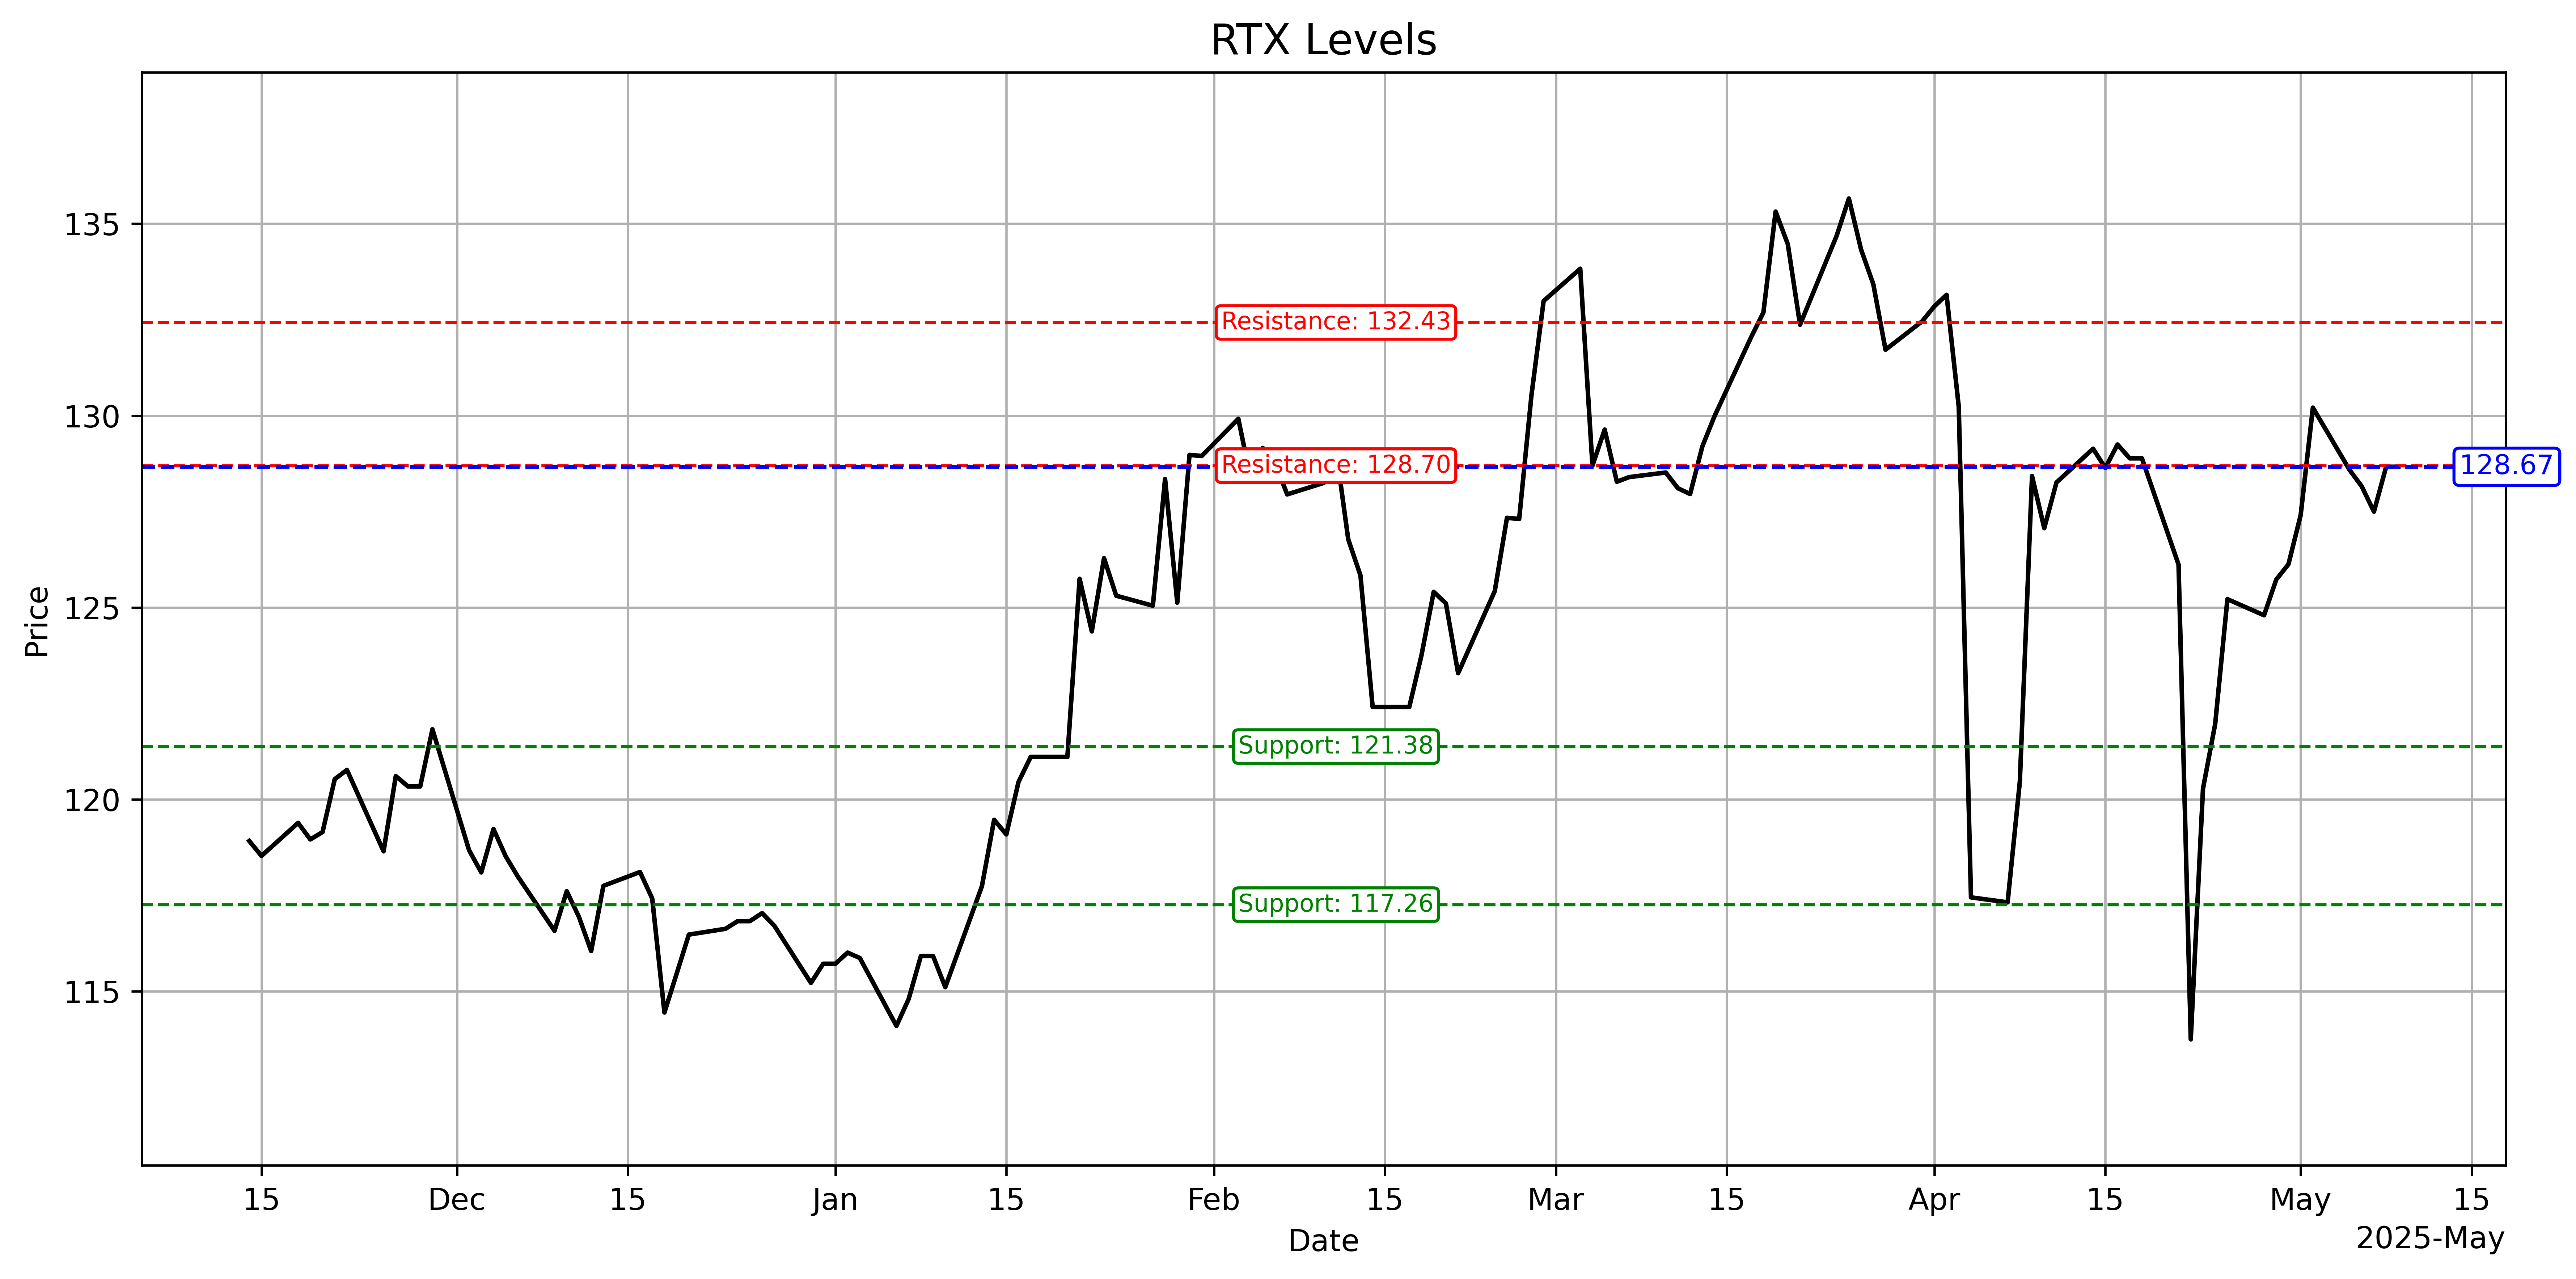 RTX Levels
135
130
125
120
115
Price
Resistance: 132.43
Resistance: 128.70
128.67
Support: 121.38
Support: 117.26
15 Dec 15 Jan 15 Feb 15 Mar 15 Apr 15 May 15
Date
2025-May